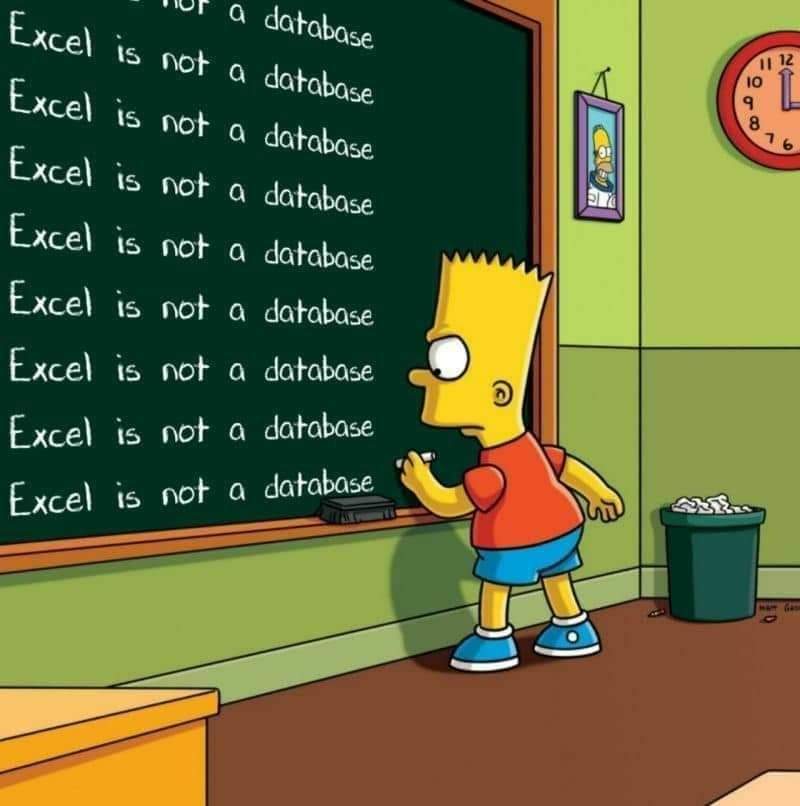 not a database
Excel is not a database
Excel is not a database
Excel is not a database
Excel is not a database
Excel is not a database
Excel is not a database
Excel is not a database
Excel is not a database
11 12
10
9
8
7 6